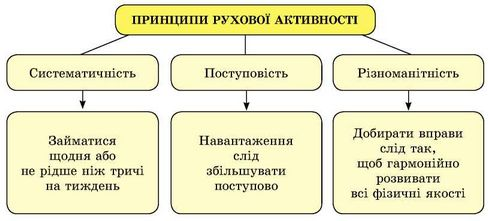 ПРИНЦИПИ РУХОВОЇ АКТИВНОСТІ
Систематичність
Поступовість
Різноманітність
Займатися
щодня або
не рідше ніж тричі
на тиждень
Навантаження
слід
збільшувати
поступово
Добирати вправи
слід так,
щоб гармонійно
розвивати
всі фізичні якості